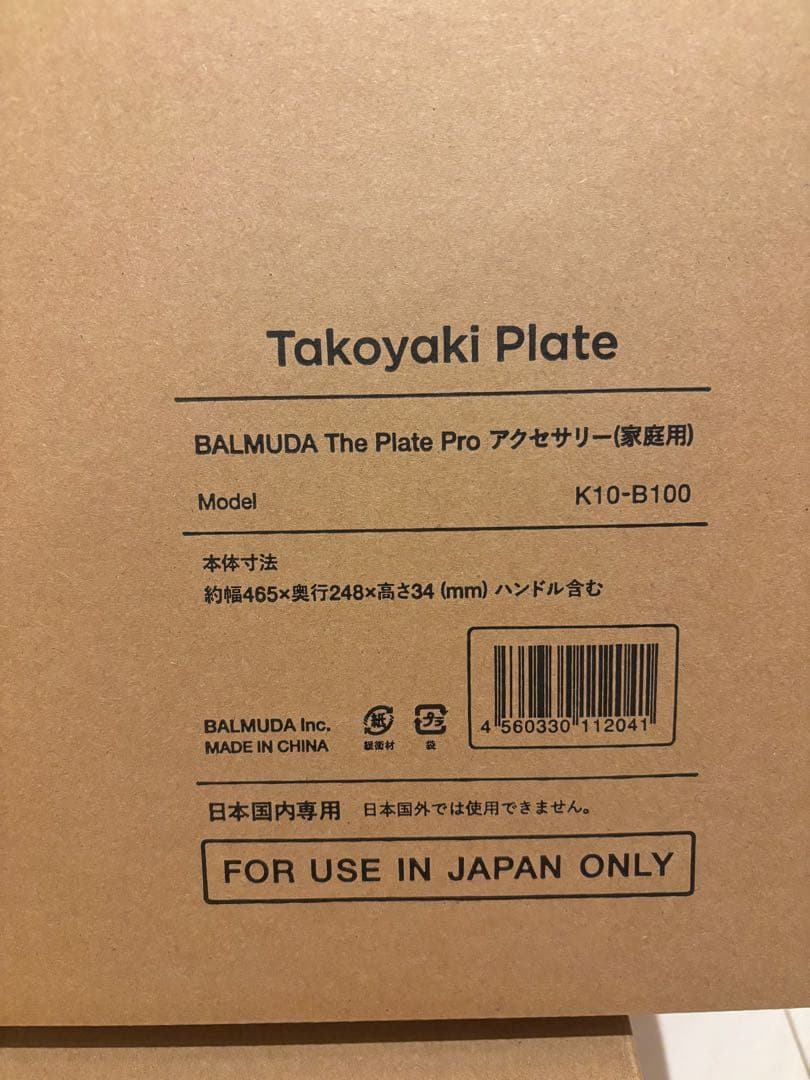 Takoyaki Plate
BALMUDA The Plate Pro アクセサリー(家庭用)
Model K10-B100
本体寸法
約幅465×奥行248×高さ34 (mm) ハンドル含む
BALMUDA Inc.
MADE IN CHINA
紙
緩衝材
プラ
袋
4 560330 112041
日本国内専用 日本国外では使用できません。
FOR USE IN JAPAN ONLY